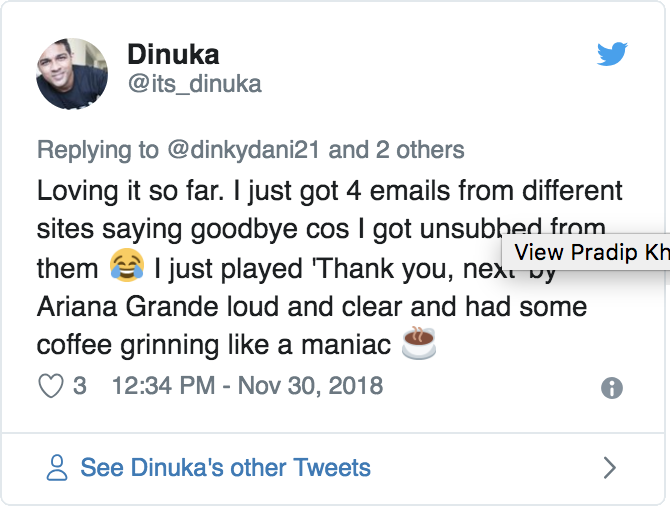 Dinuka
@its_dinuka
Replying to @dinkydani21 and 2 others
Loving it so far. I just got 4 emails from different
sites saying goodbye cos I got unsubbed from
them 😂 I just played 'Thank you, next' by
Ariana Grande loud and clear and had some
coffee grinning like a maniac ☕
3 12:34 PM - Nov 30, 2018
See Dinuka's other Tweets
View Pradip Kh